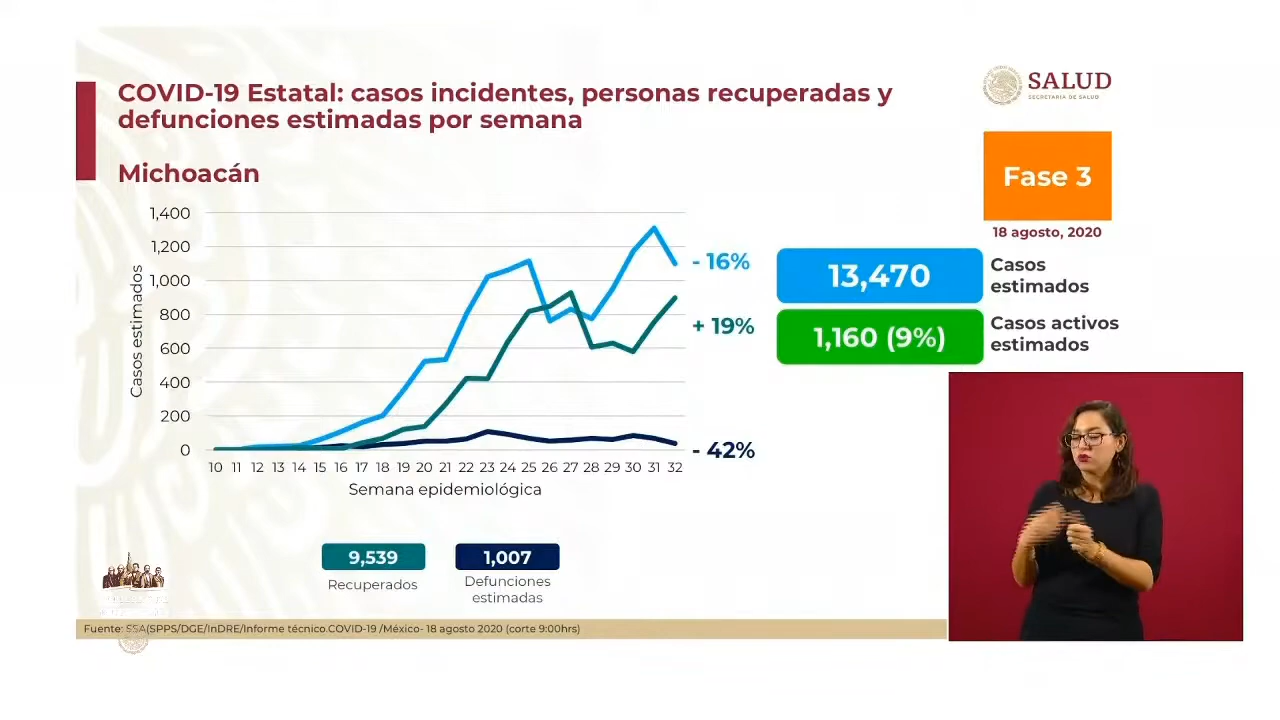 COVID-19 Estatal: casos incidentes, personas recuperadas y
defunciones estimadas por semana
Michoacán
SALUD
SECRETARÍA DE SALUD
Fase 3
18 agosto, 2020
1,400
1,200
1,000
800
600
400
200
0
Casos estimados
10 11 12 13 14 15 16 17 18 19 20 21 22 23 24 25 26 27 28 29 30 31 32
Semana epidemiológica
- 16%
+ 19%
- 42%
13,470
Casos
estimados
1,160 (9%)
Casos activos
estimados
9,539
Recuperados
1,007
Defunciones
estimadas
Fuente: SSA(SPPS/DGE/InDRE/Informe técnico.COVID-19 /México- 18 agosto 2020 (corte 9:00hrs)